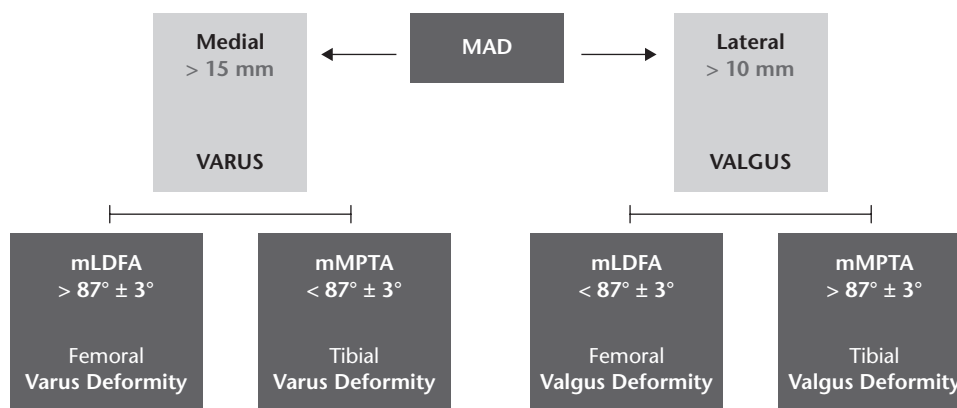 MAD
Medial
> 15 mm
VARUS
Lateral
> 10 mm
VALGUS
mLDFA
> 87° ± 3°
Femoral
Varus Deformity
mMPTA
< 87° ± 3°
Tibial
Varus Deformity
mLDFA
< 87° ± 3°
Femoral
Valgus Deformity
mMPTA
> 87° ± 3°
Tibial
Valgus Deformity